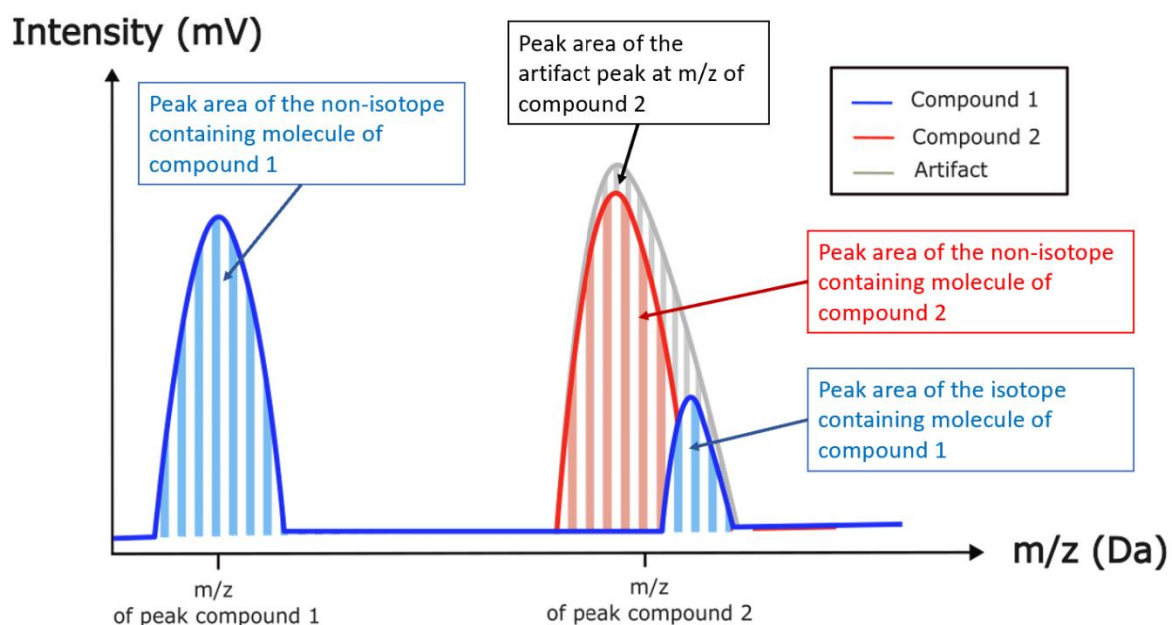 Intensity (mV)
Peak area of the
artifact peak at m/z of
compound 2
Peak area of the non-isotope
containing molecule of
compound 1
Compound 1
Compound 2
Artifact
Peak area of the non-isotope
containing molecule of
compound 2
Peak area of the isotope
containing molecule of
compound 1
m/z (Da)
m/z
of peak compound 1
m/z
of peak compound 2